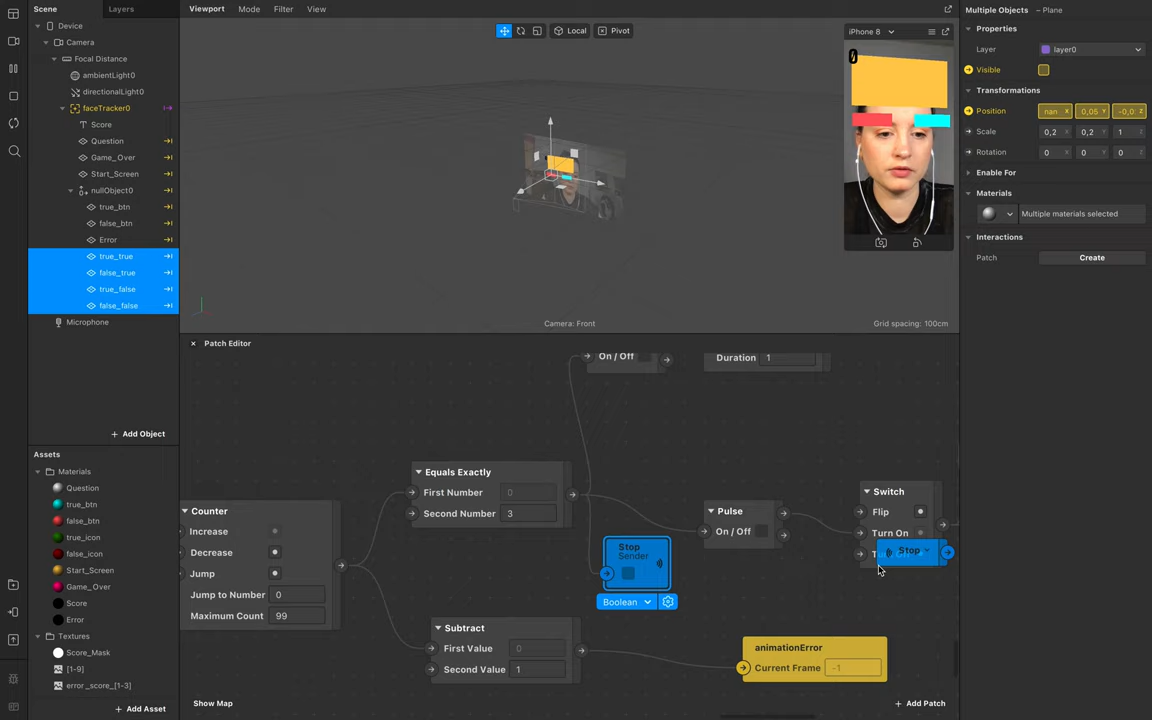 Scene
Layers
Device
Camera
Focal Distance
ambientLight0
directionalLight0
faceTracker0
Score
Question
Game_Over
Start_Screen
nullObject0
true_btn
false_btn
Error
true_true
false_true
true_false
false_false
Microphone
Add Object
Assets
Materials
Question
true_btn
false_btn
true_icon
false_icon
Start_Screen
Game_Over
Score
Error
Textures
Score_Mask
[1-9]
error_score_[1-3]
Add Asset
Viewport Mode Filter View
Local
Pivot
iPhone 8
0
Camera: Front
Grid spacing: 100cm
Patch Editor
On / Off
Duration 1
Equals Exactly
First Number 0
Second Number 3
Counter
Increase
Decrease
Jump
Jump to Number 0
Maximum Count 99
Stop
Sender
Boolean
Pulse
On / Off
Switch
Flip
Turn On
Stop
Subtract
First Value 0
Second Value 1
animationError
Current Frame -1
Show Map
Add Patch
Multiple Objects – Plane
Properties
Layer layer0
Visible
Transformations
Position nan X 0,05 Y -0,0 Z
Scale 0,2 X 0,2 Y 1 Z
Rotation 0 X 0 Y 0 Z
Enable For
Materials
Multiple materials selected
Interactions
Patch Create